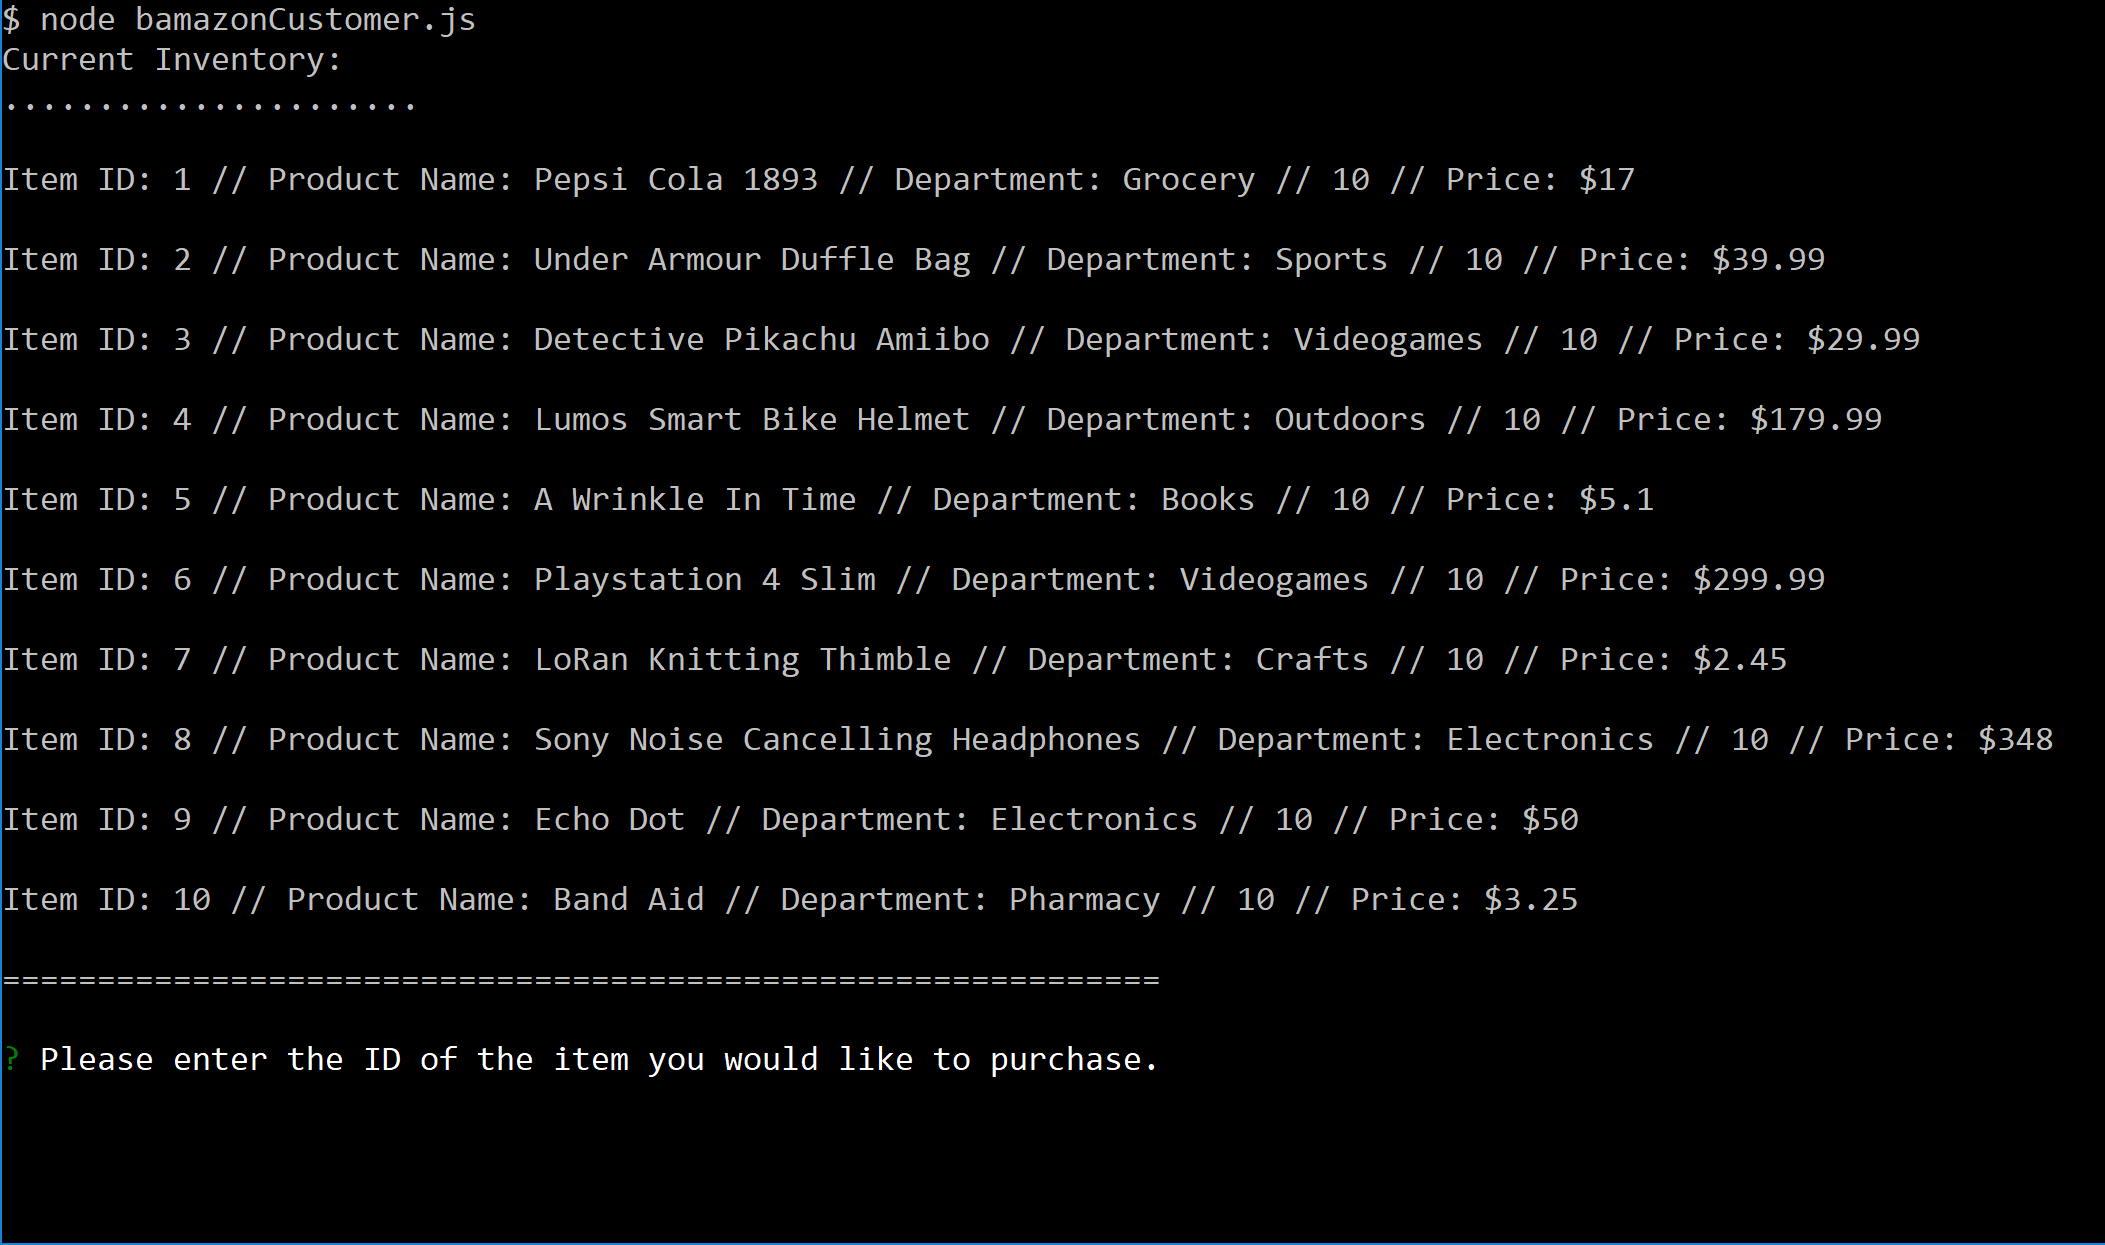 $ node bamazonCustomer.js
Current Inventory:
......................
Item ID: 1 // Product Name: Pepsi Cola 1893 // Department: Grocery // 10 // Price: $17
Item ID: 2 // Product Name: Under Armour Duffle Bag // Department: Sports // 10 // Price: $39.99
Item ID: 3 // Product Name: Detective Pikachu Amiibo // Department: Videogames // 10 // Price: $29.99
Item ID: 4 // Product Name: Lumos Smart Bike Helmet // Department: Outdoors // 10 // Price: $179.99
Item ID: 5 // Product Name: A Wrinkle In Time // Department: Books // 10 // Price: $5.1
Item ID: 6 // Product Name: Playstation 4 Slim // Department: Videogames // 10 // Price: $299.99
Item ID: 7 // Product Name: LoRan Knitting Thimble // Department: Crafts // 10 // Price: $2.45
Item ID: 8 // Product Name: Sony Noise Cancelling Headphones // Department: Electronics // 10 // Price: $348
Item ID: 9 // Product Name: Echo Dot // Department: Electronics // 10 // Price: $50
Item ID: 10 // Product Name: Band Aid // Department: Pharmacy // 10 // Price: $3.25
=============================================================
? Please enter the ID of the item you would like to purchase.